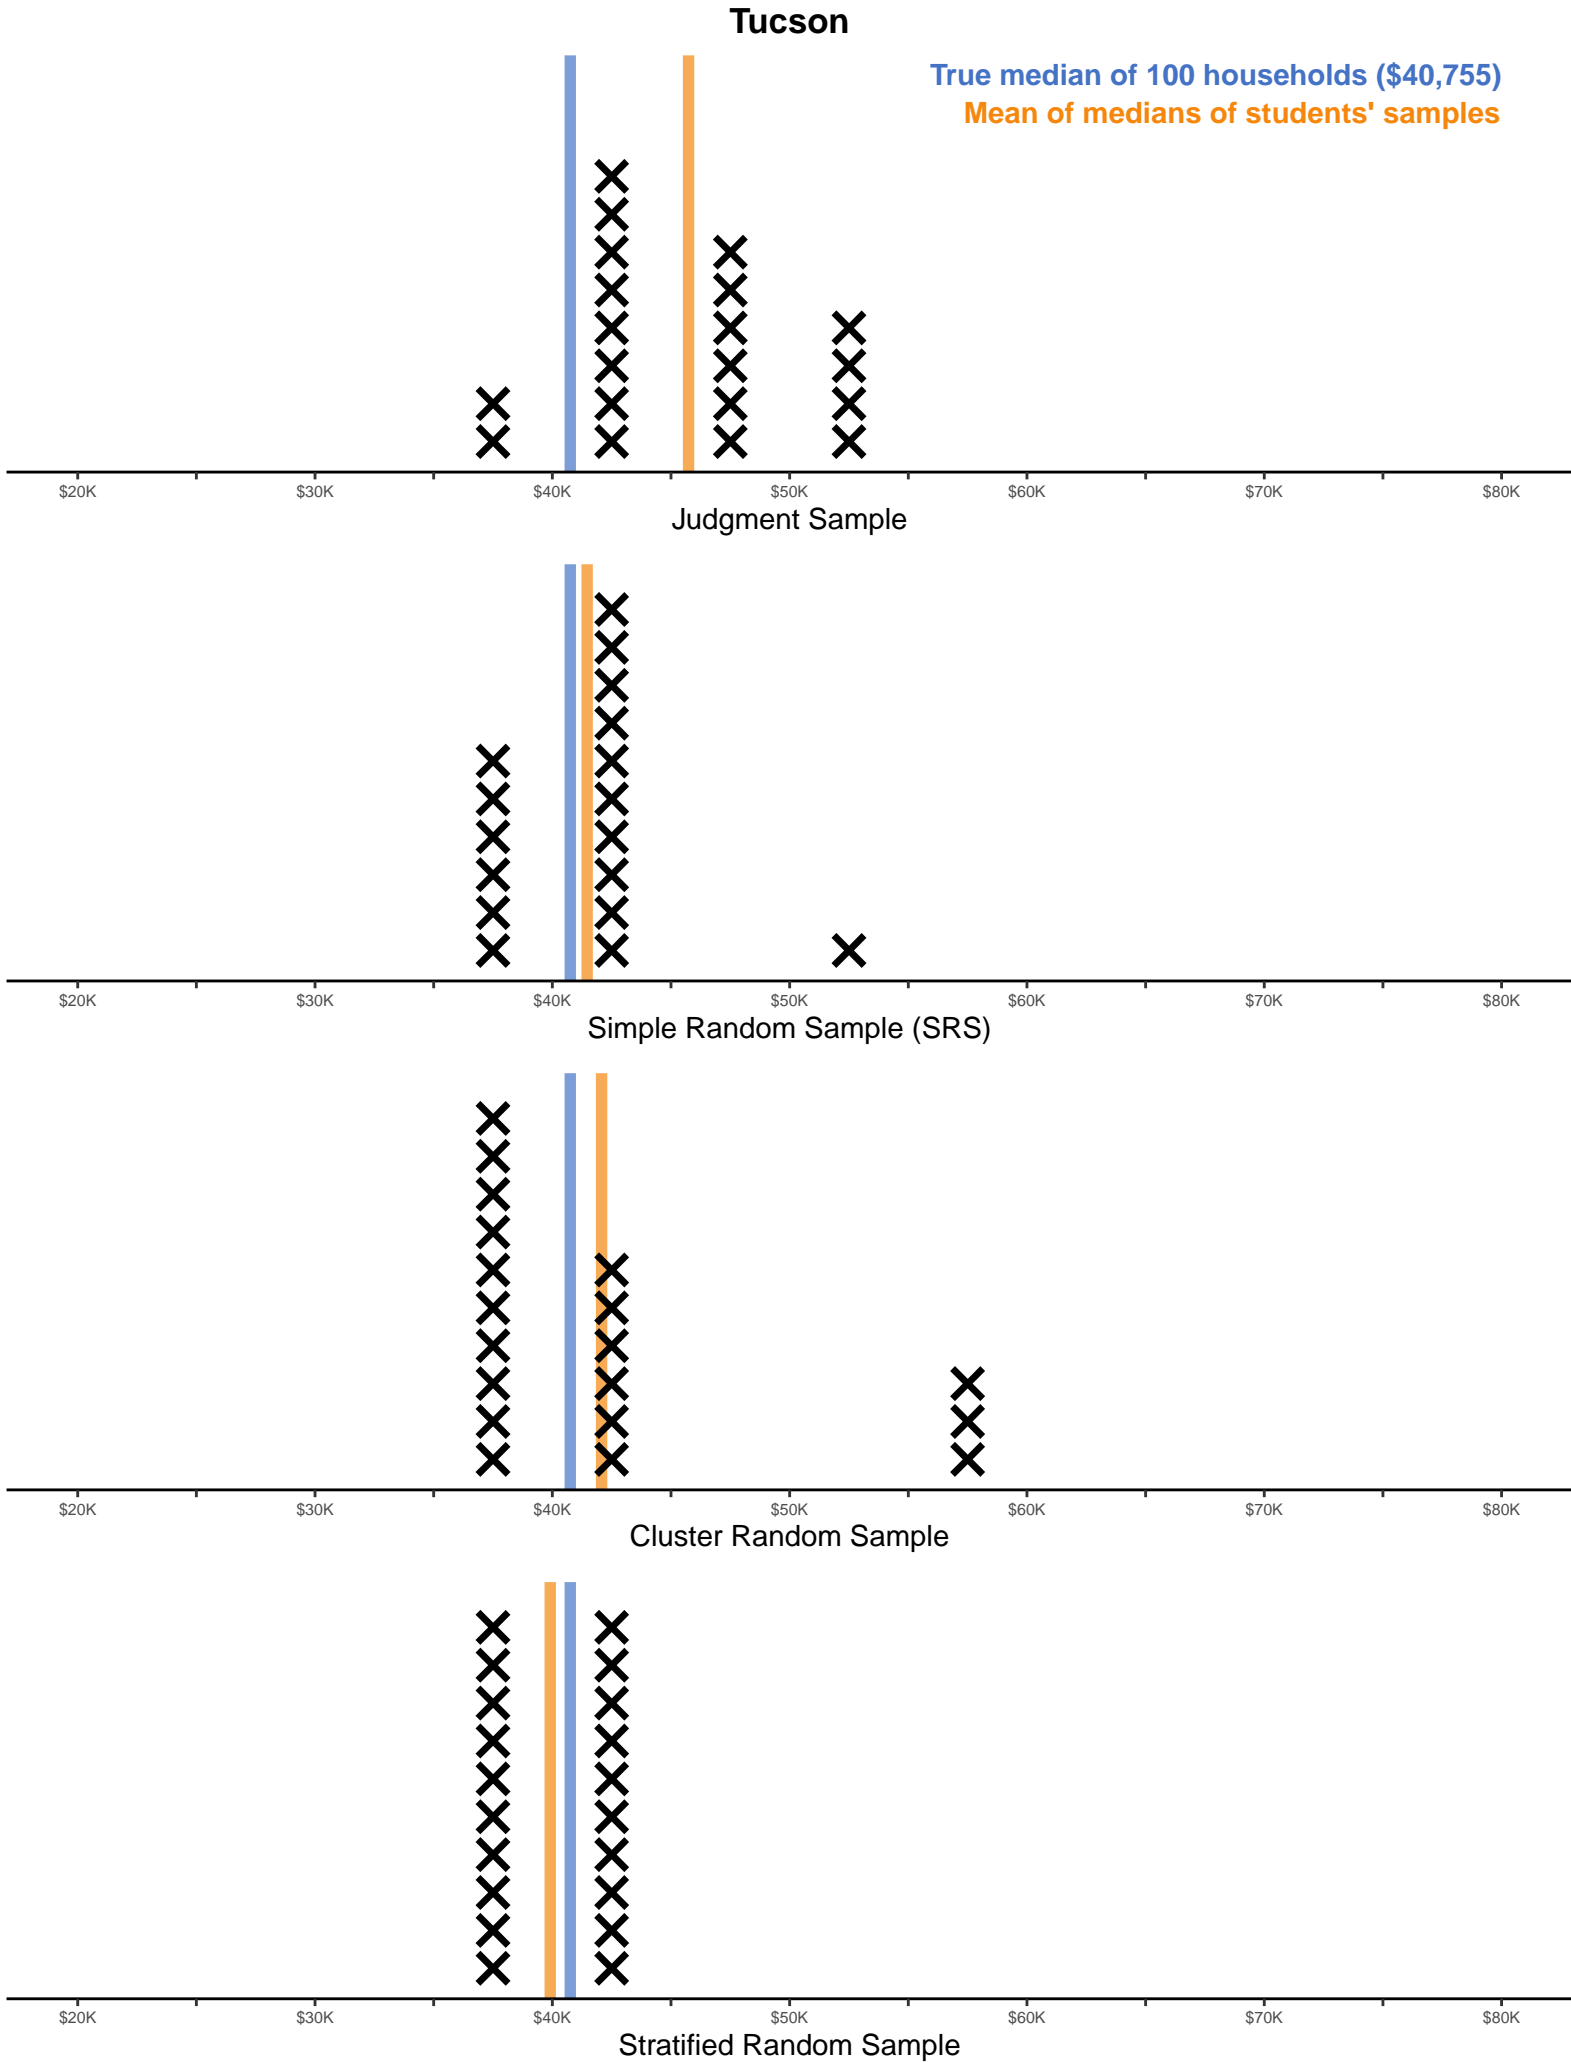 Tucson
True median of 100 households ($40,755)
Mean of medians of students' samples
$20K $30K $40K $50K $60K $70K $80K
Judgment Sample
$20K $30K $40K $50K $60K $70K $80K
Simple Random Sample (SRS)
$20K $30K $40K $50K $60K $70K $80K
Cluster Random Sample
$20K $30K $40K $50K $60K $70K $80K
Stratified Random Sample